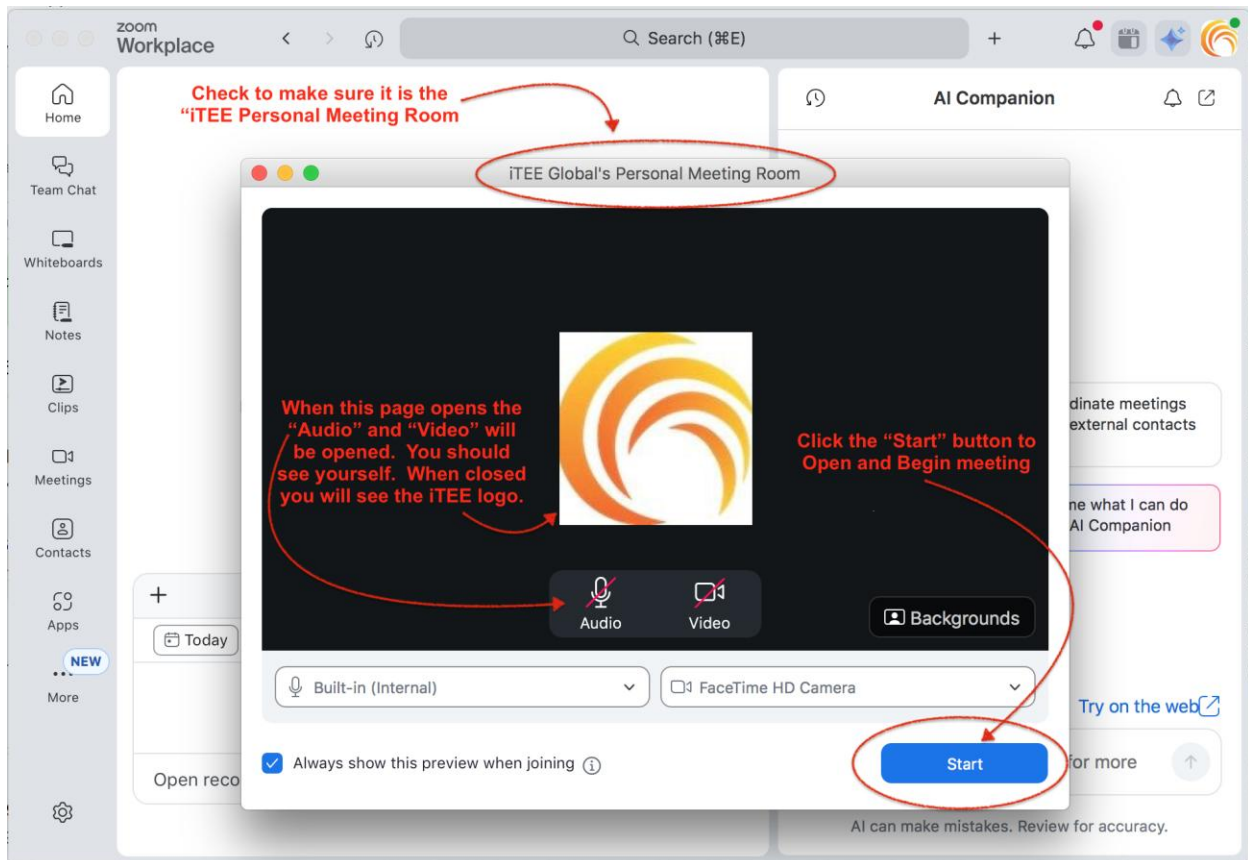 zoom
Workplace
Search (⌘E)
Home
Team Chat
Whiteboards
Notes
Clips
Meetings
Contacts
Apps
NEW
More
Check to make sure it is the
“iTEE Personal Meeting Room
iTEE Global's Personal Meeting Room
When this page opens the
“Audio” and “Video” will
be opened. You should
see yourself. When closed
you will see the iTEE logo.
Click the “Start” button to
Open and Begin meeting
Audio
Video
Backgrounds
Built-in (Internal)
FaceTime HD Camera
Always show this preview when joining
Start
Today
Open reco
AI Companion
dinate meetings
external contacts
me what I can do
AI Companion
Try on the web
for more
AI can make mistakes. Review for accuracy.